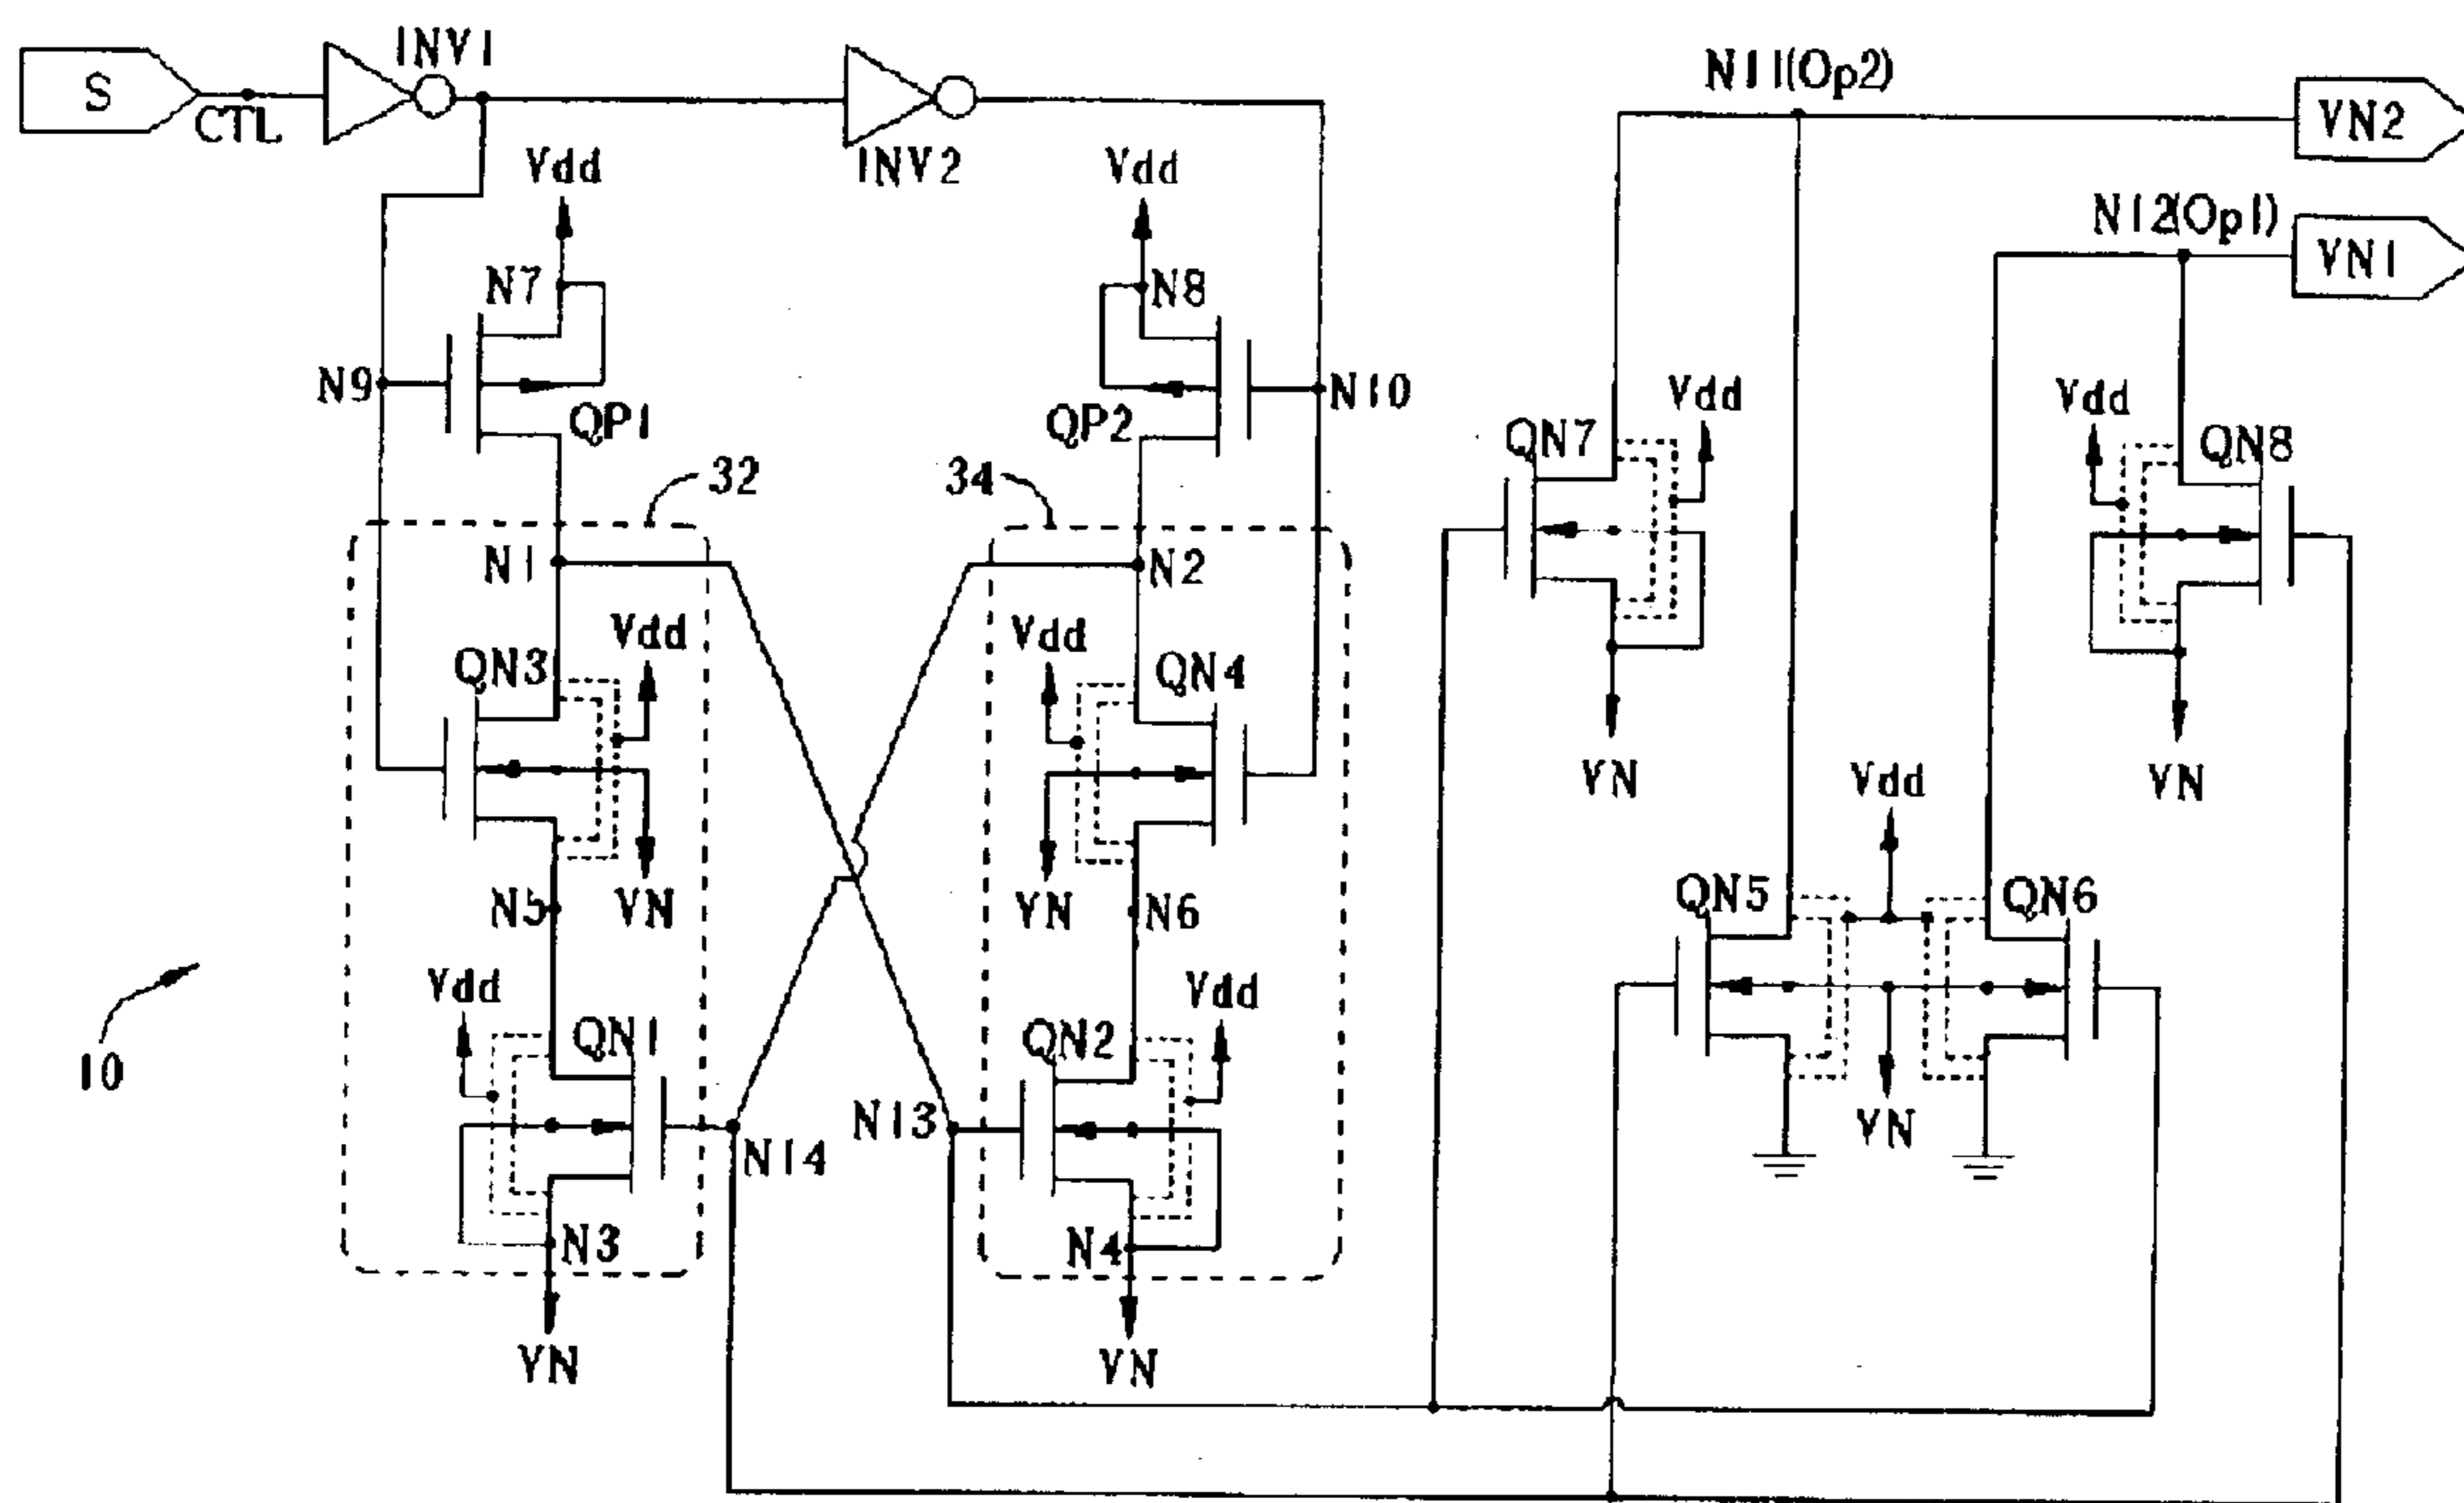 INV1
S
CTL
INV2
N11(Op2)
VN2
Vdd
Vdd
N12(Op1)
VN1
N7
N8
N9
QP1
QP2
N10
Vdd
Vdd
QN7
QN8
32
34
N1
N2
Vdd
Vdd
QN3
QN4
VN
VN
Vdd
N5
VN
VN
N6
QN5
QN6
Vdd
Vdd
QN1
QN2
10
N14
N13
VN
N3
N4
VN
VN